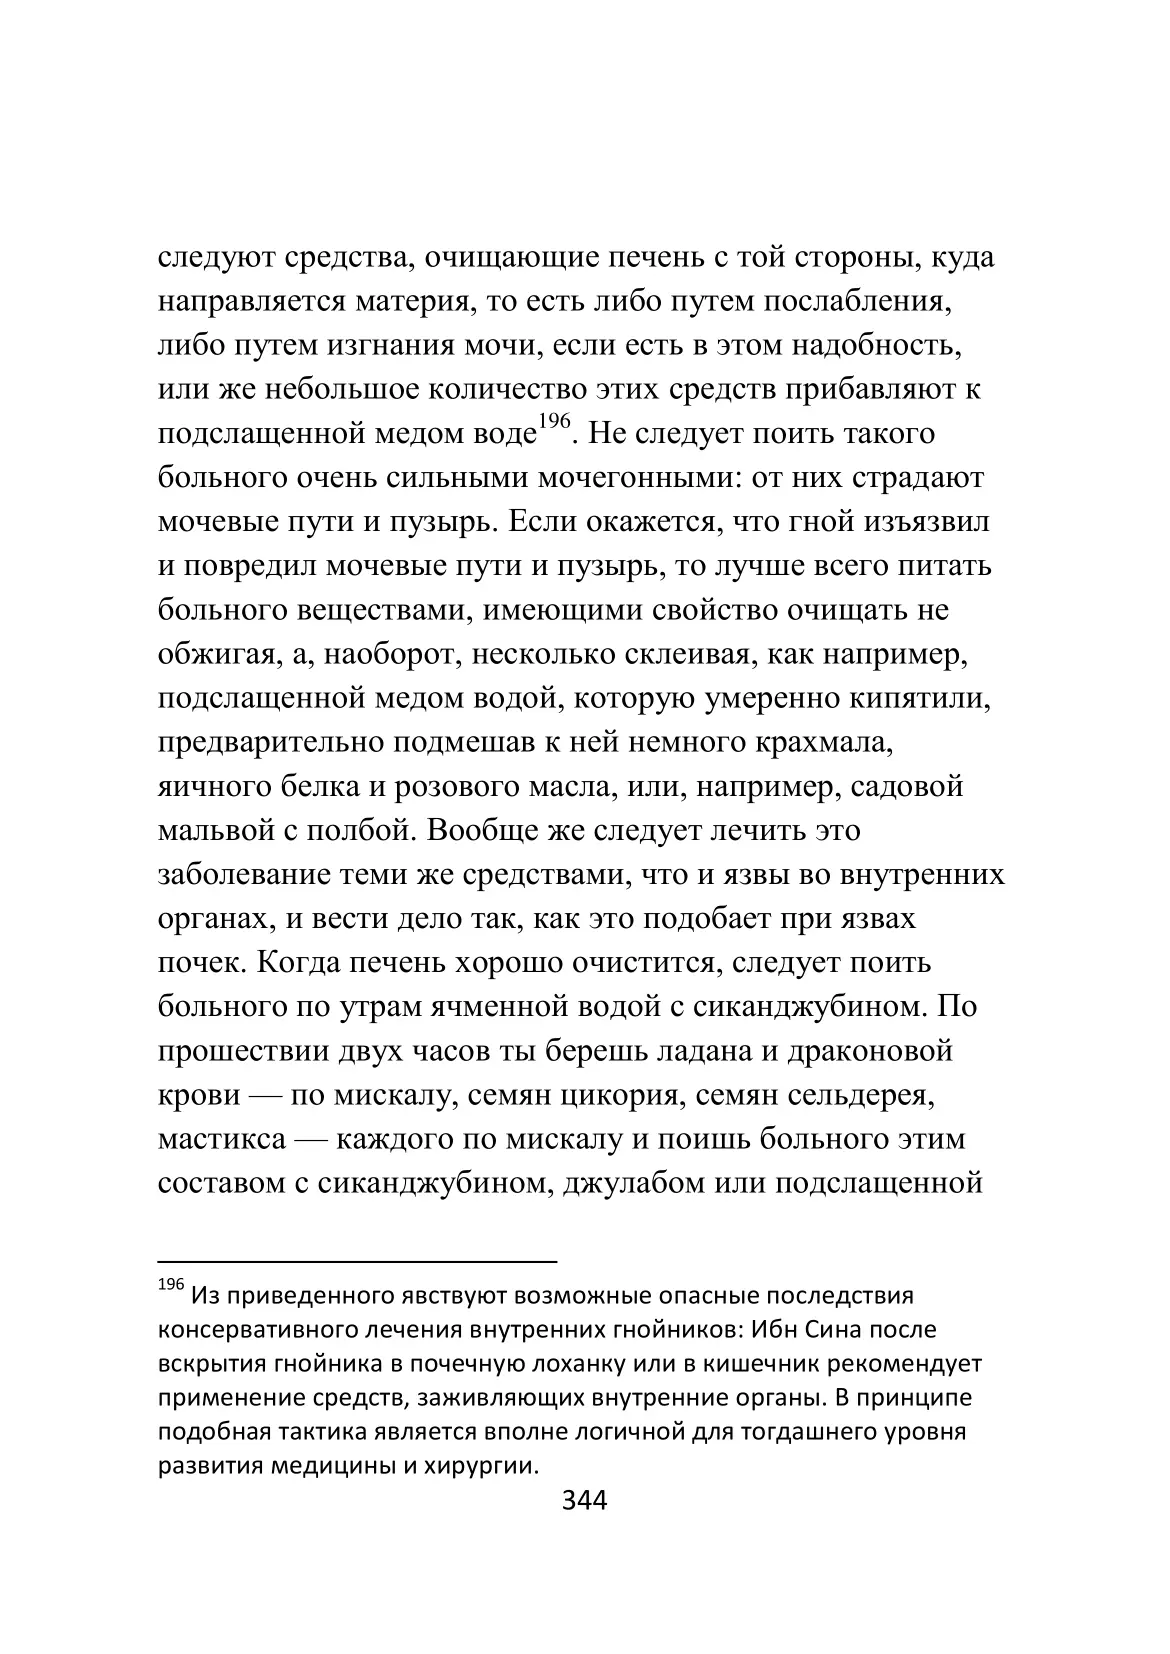 следуют средства, очищающие печень с той стороны, куда
направляется материя, то есть либо путем послабления,
либо путем изгнания мочи, если есть в этом надобность,
или же небольшое количество этих средств прибавляют к
подслащенной медом воде196. Не следует поить такого
больного очень сильными мочегонными: от них страдают
мочевые пути и пузырь. Если окажется, что гной изъязвил
и повредил мочевые пути и пузырь, то лучше всего питать
больного веществами, имеющими свойство очищать не
обжигая, а, наоборот, несколько склеивая, как например,
подслащенной медом водой, которую умеренно кипятили,
предварительно подмешав к ней немного крахмала,
яичного белка и розового масла, или, например, садовой
мальвой с полбой. Вообще же следует лечить это
заболевание теми же средствами, что и язвы во внутренних
органах, и вести дело так, как это подобает при язвах
почек. Когда печень хорошо очистится, следует поить
больного по утрам ячменной водой с сиканджубином. По
прошествии двух часов ты берешь ладана и драконовой
крови — по мискалу, семян цикория, семян сельдерея,
мастикса — каждого по мискалу и поишь больного этим
составом с сиканджубином, джулабом или подслащенной
196 Из приведенного явствуют возможные опасные последствия
консервативного лечения внутренних гнойников: Ибн Сина после
вскрытия гнойника в почечную лоханку или в кишечник рекомендует
применение средств, заживляющих внутренние органы. В принципе
подобная тактика является вполне логичной для тогдашнего уровня
развития медицины и хирургии.
344